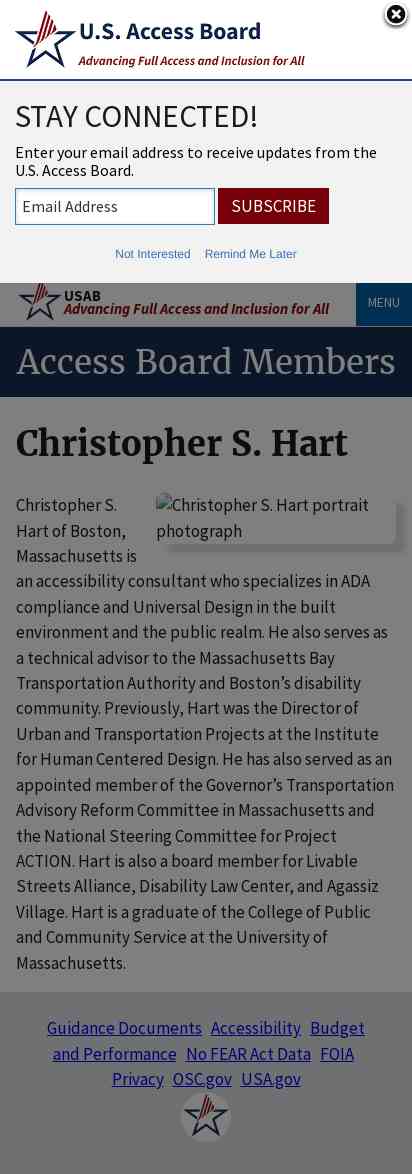 U.S. Access Board
Advancing Full Access and Inclusion for All
STAY CONNECTED!
Enter your email address to receive updates from the
U.S. Access Board.
Email Address
SUBSCRIBE
Not Interested Remind Me Later
USAB
Advancing Full Access and Inclusion for All
MENU
Access Board Members
Christopher S. Hart
Christopher S. Hart portrait
photograph
Christopher S.
Hart of Boston,
Massachusetts is
an accessibility consultant who specializes in ADA
compliance and Universal Design in the built
environment and the public realm. He also serves as
a technical advisor to the Massachusetts Bay
Transportation Authority and Boston’s disability
community. Previously, Hart was the Director of
Urban and Transportation Projects at the Institute
for Human Centered Design. He has also served as an
appointed member of the Governor’s Transportation
Advisory Reform Committee in Massachusetts and
the National Steering Committee for Project
ACTION. Hart is also a board member for Livable
Streets Alliance, Disability Law Center, and Agassiz
Village. Hart is a graduate of the College of Public
and Community Service at the University of
Massachusetts.
Guidance Documents Accessibility Budget
and Performance No FEAR Act Data FOIA
Privacy OSC.gov USA.gov